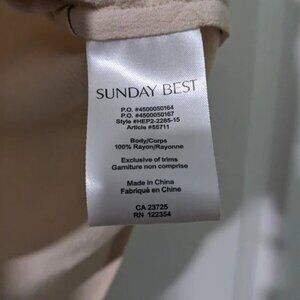 SUNDAY BEST
P.O. #4500050164
P.O. #4500050167
Style #HEP2-2285-15
Article #55711
Body/Corps
100% Rayon/Rayonne
Exclusive of trims
Garniture non comprise
Made in China
Fabriqué en Chine
CA 23725
RN 122354